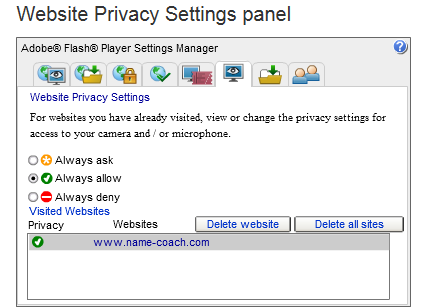 Website Privacy Settings panel
Adobe® Flash® Player Settings Manager
?
Website Privacy Settings
For websites you have already visited, view or change the privacy settings for
access to your camera and / or microphone.
Always ask
Always allow
Always deny
Visited Websites
Privacy Websites Delete website Delete all sites
www.name-coach.com